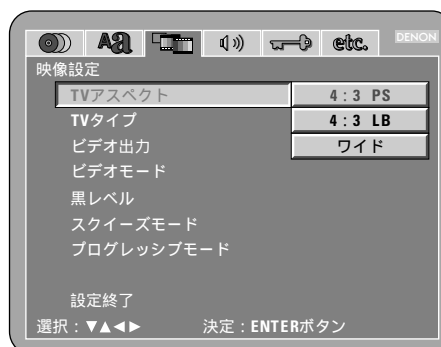 Aa etc. DENON
映像設定
TVアスペクト 4:3 PS
TVタイプ 4:3 LB
ビデオ出力 ワイド
ビデオモード
黒レベル
スクイーズモード
プログレッシブモード
設定終了
選択:▼▲◀▶ 決定:ENTERボタン